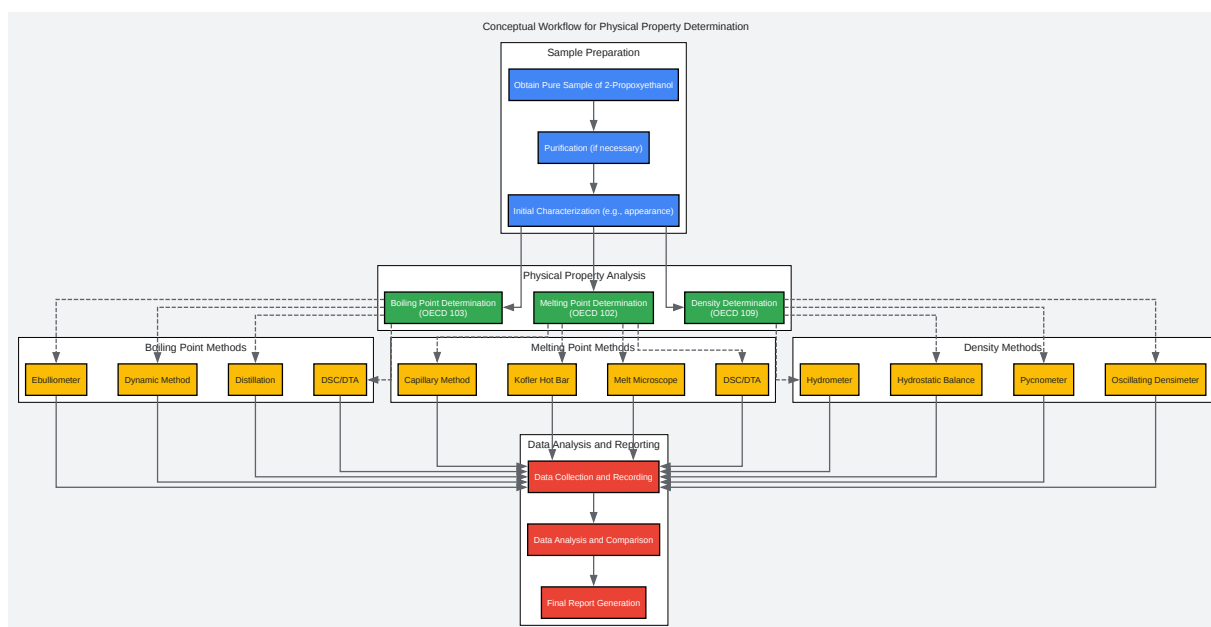 Conceptual Workflow for Physical Property Determination
Sample Preparation
Obtain Pure Sample of 2-Propoxyethanol
Purification (if necessary)
Initial Characterization (e.g., appearance)
Physical Property Analysis
Boiling Point Determination
(OECD 103)
Melting Point Determination
(OECD 102)
Density Determination
(OECD 109)
Boiling Point Methods
Ebulliometer
Dynamic Method
Distillation
DSC/DTA
Melting Point Methods
Capillary Method
Kofler Hot Bar
Melt Microscope
DSC/DTA
Density Methods
Hydrometer
Hydrostatic Balance
Pycnometer
Oscillating Densimeter
Data Analysis and Reporting
Data Collection and Recording
Data Analysis and Comparison
Final Report Generation